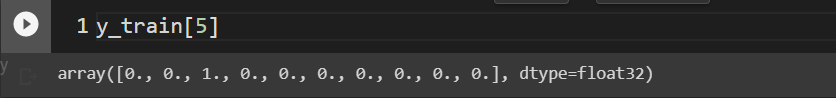 1 y_train[5]
y
array([0., 0., 1., 0., 0., 0., 0., 0., 0., 0.], dtype=float32)